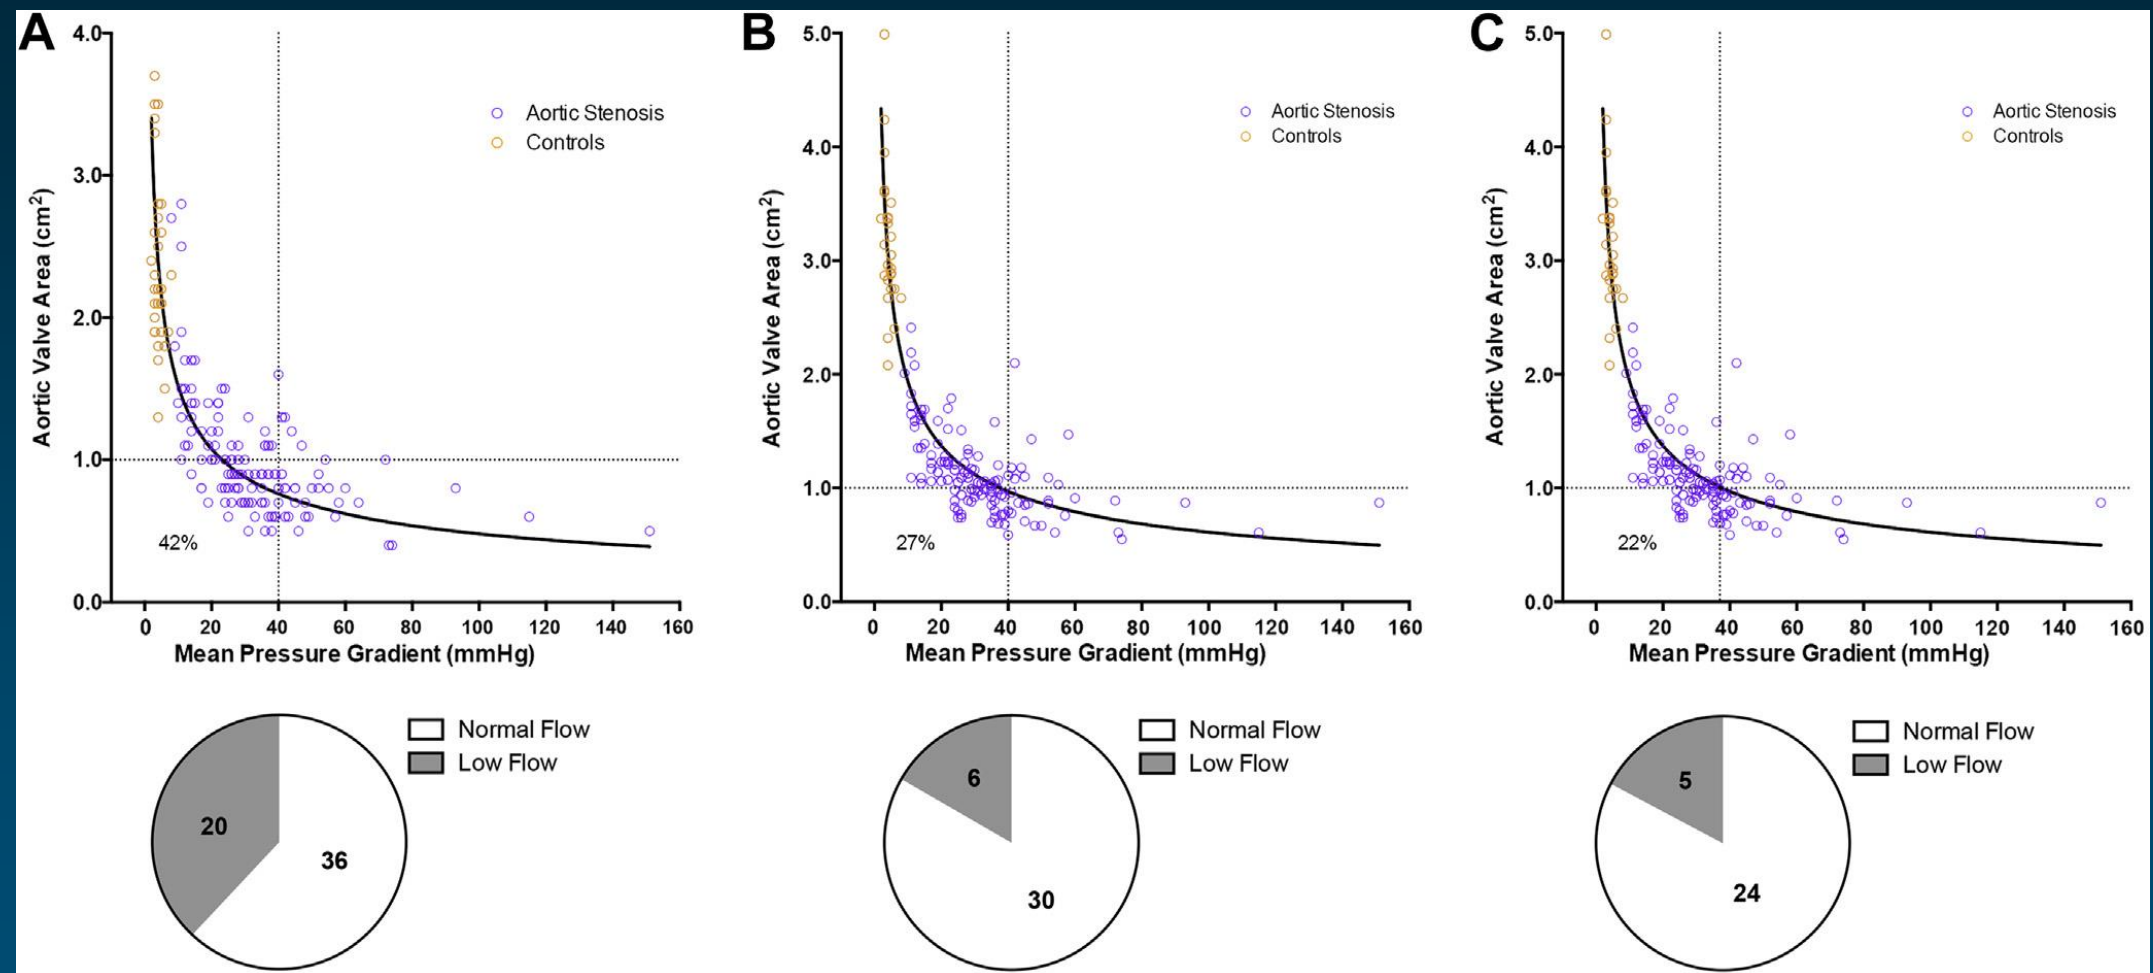 A
4.0
3.0
2.0
1.0
0.0
Aortic Valve Area (cm²)
Aortic Stenosis
Controls
42%
0 20 40 60 80 100 120 140 160
Mean Pressure Gradient (mmHg)
B
5.0
4.0
3.0
2.0
1.0
0.0
Aortic Valve Area (cm²)
Aortic Stenosis
Controls
27%
0 20 40 60 80 100 120 140 160
Mean Pressure Gradient (mmHg)
C
5.0
4.0
3.0
2.0
1.0
0.0
Aortic Valve Area (cm²)
Aortic Stenosis
Controls
22%
0 20 40 60 80 100 120 140 160
Mean Pressure Gradient (mmHg)
Normal Flow
Low Flow
20
36
Normal Flow
Low Flow
6
30
Normal Flow
Low Flow
5
24